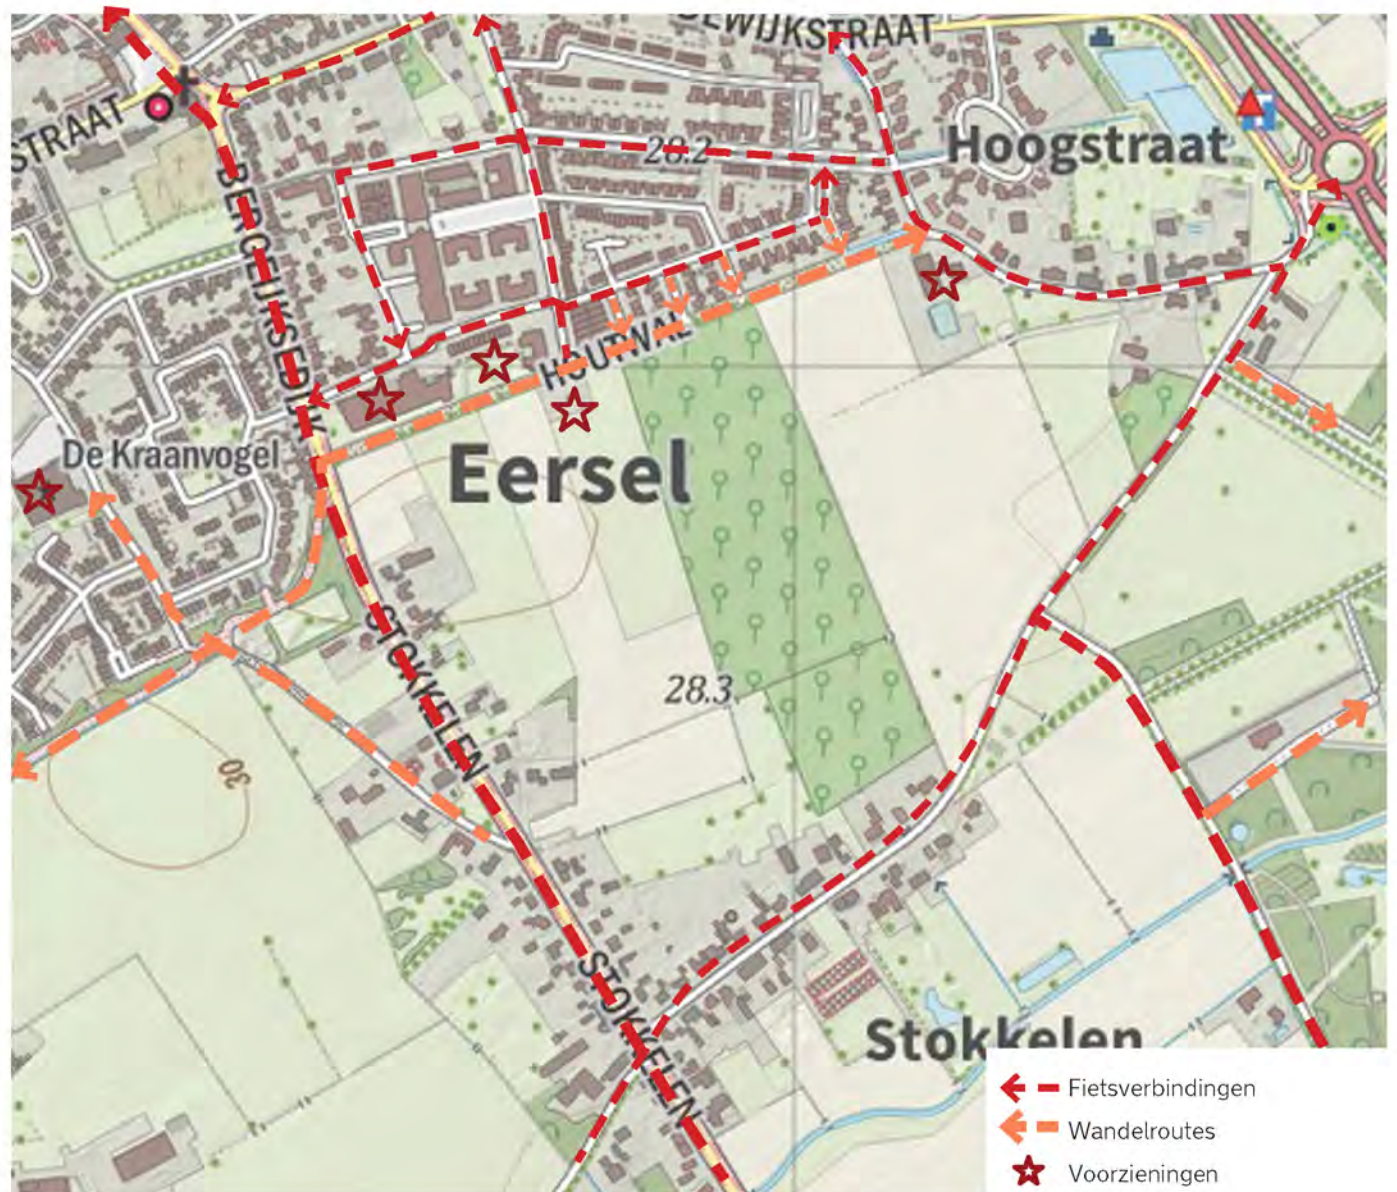 STRAAT
EWIJKSTRAAT
28.2
Hoogstraat
BERGEIJKSEDIJK
HOUTWAL
De Kraanvogel
Eersel
STOKKELEN
28.3
30
STOKKELEN
Stokkelen
Fietsverbindingen
Wandelroutes
Voorzieningen